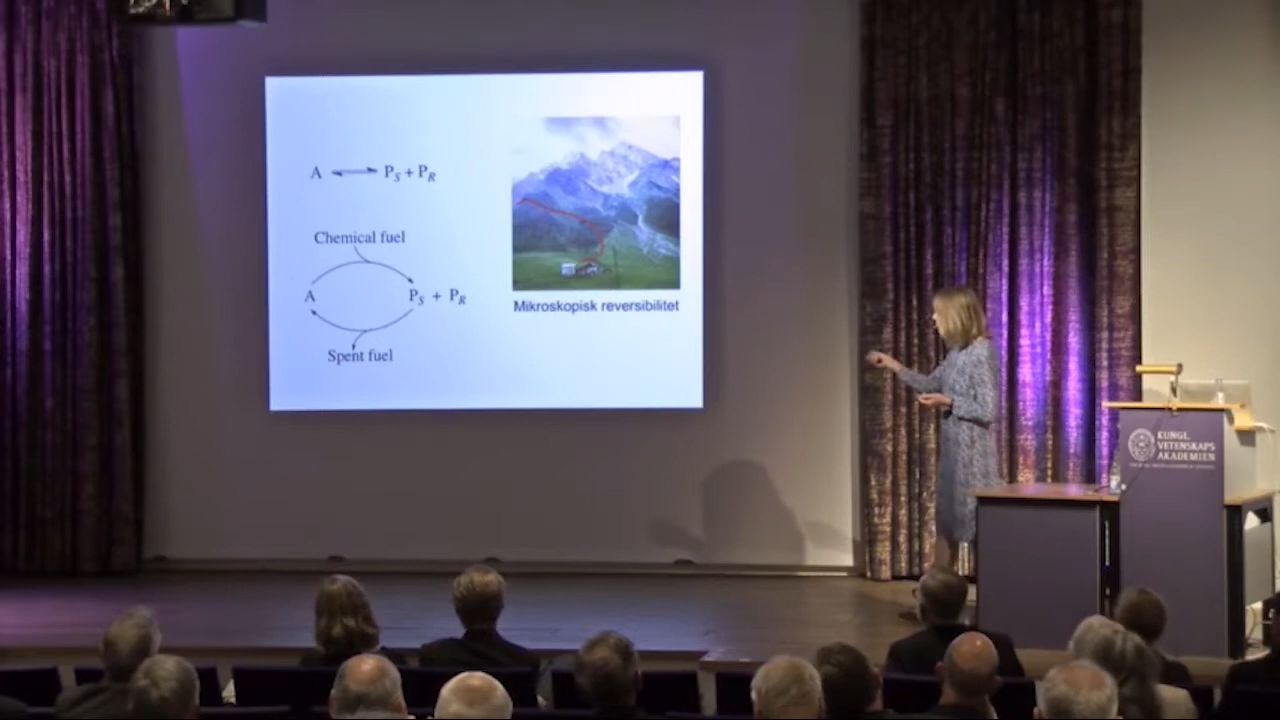 A ⇌ P_S + P_R
Chemical fuel
A P_S + P_R
Spent fuel
Mikroskopisk reversibilitet
KUNGL.
VETENSKAPS
AKADEMIEN